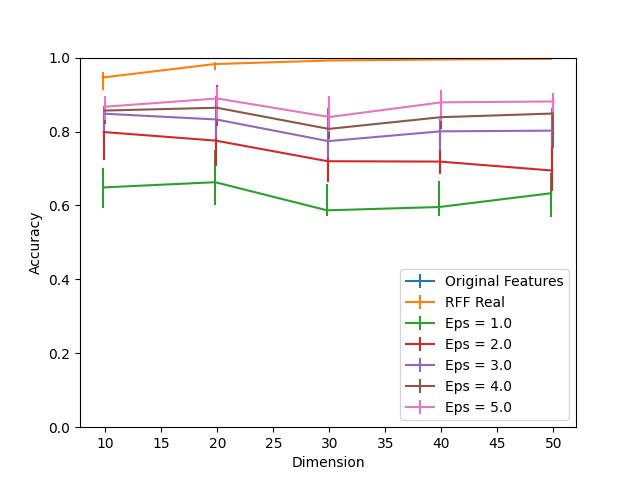 1.0
0.8
0.6
0.4
0.2
0.0
Accuracy
Original Features
RFF Real
Eps = 1.0
Eps = 2.0
Eps = 3.0
Eps = 4.0
Eps = 5.0
10 15 20 25 30 35 40 45 50
Dimension